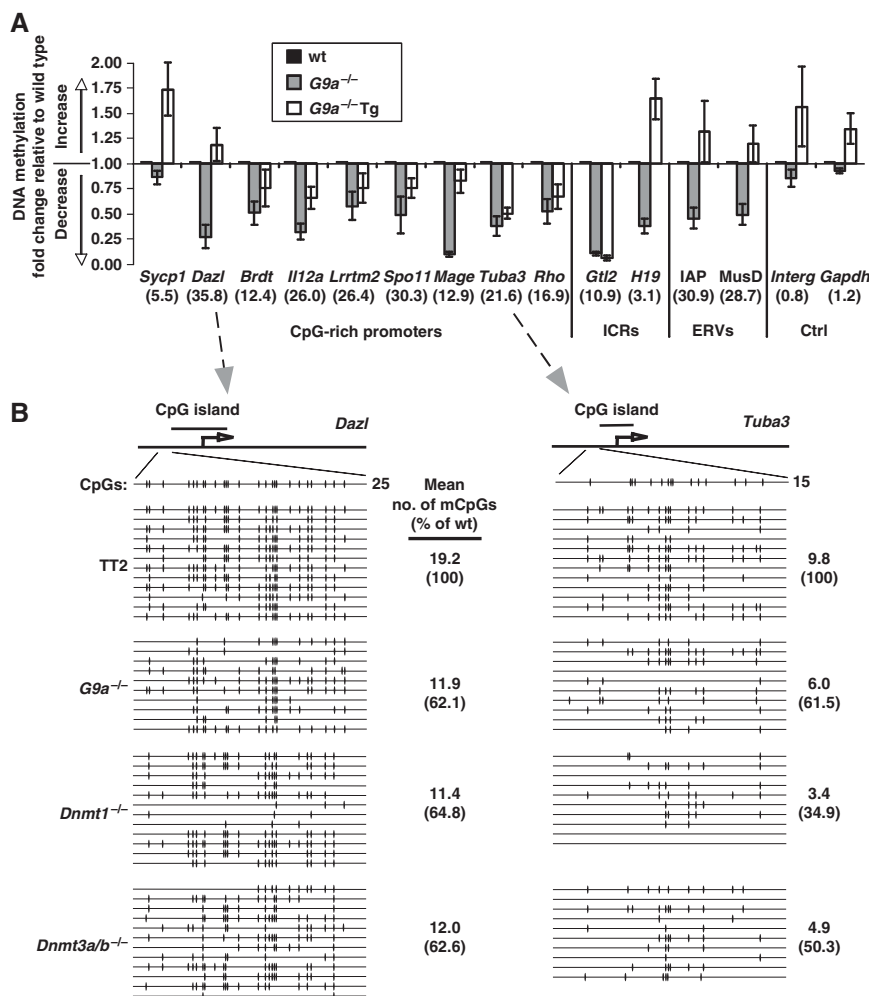 A
DNA methylation
fold change relative to wild type
Decrease Increase
2.00
1.75
1.50
1.25
1.00
0.75
0.50
0.25
0.00
wt
G9a–/–
G9a–/– Tg
Sycp1 Dazl Brdt Il12a Lrrtm2 Spo11 Mage Tuba3 Rho Gtl2 H19 IAP MusD Interg Gapdh
(5.5) (35.8) (12.4) (26.0) (26.4) (30.3) (12.9) (21.6) (16.9) (10.9) (3.1) (30.9) (28.7) (0.8) (1.2)
CpG-rich promoters ICRs ERVs Ctrl
B
CpG island
Dazl
CpG island
Tuba3
CpGs:
25
Mean
no. of mCpGs
(% of wt)
15
TT2
19.2
(100)
9.8
(100)
G9a–/–
11.9
(62.1)
6.0
(61.5)
Dnmt1–/–
11.4
(64.8)
3.4
(34.9)
Dnmt3a/b–/–
12.0
(62.6)
4.9
(50.3)